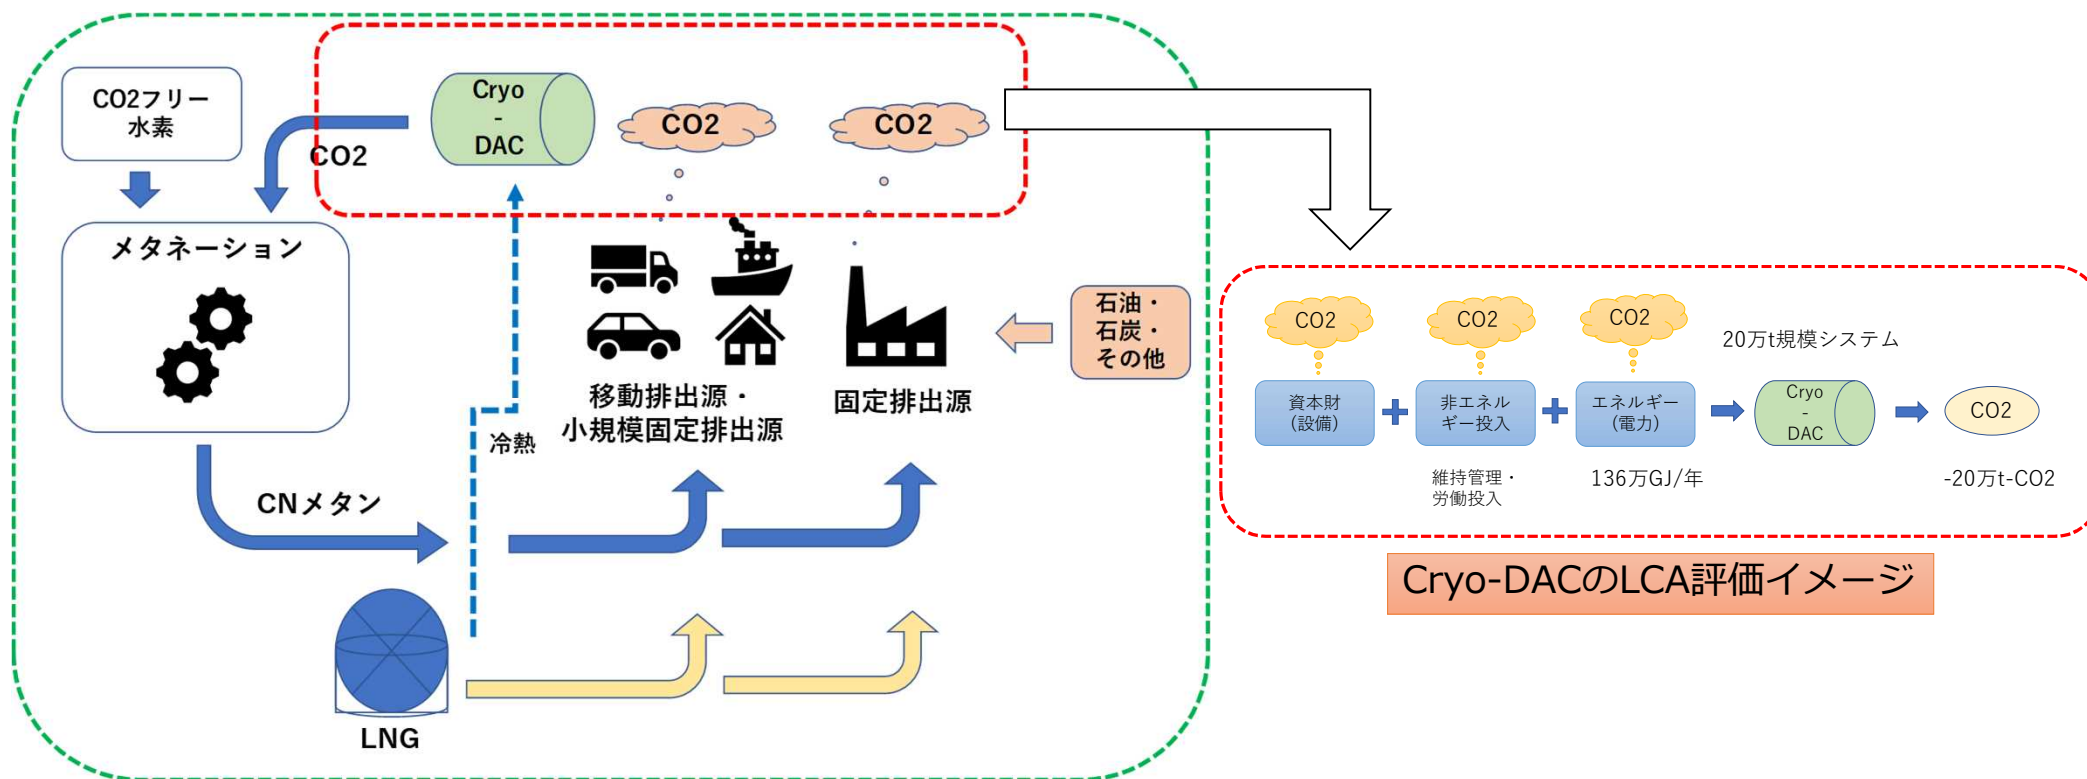 CO2フリー
水素
CO2
Cryo
-
DAC
CO2
CO2
メタネーション
石油・
石炭・
その他
移動排出源・
小規模固定排出源
固定排出源
冷熱
CNメタン
LNG
CO2
CO2
CO2
20万t規模システム
資本財
(設備)
非エネル
ギー投入
エネルギー
(電力)
Cryo
-
DAC
CO2
維持管理・
労働投入
136万GJ/年
-20万t-CO2
Cryo-DACのLCA評価イメージ